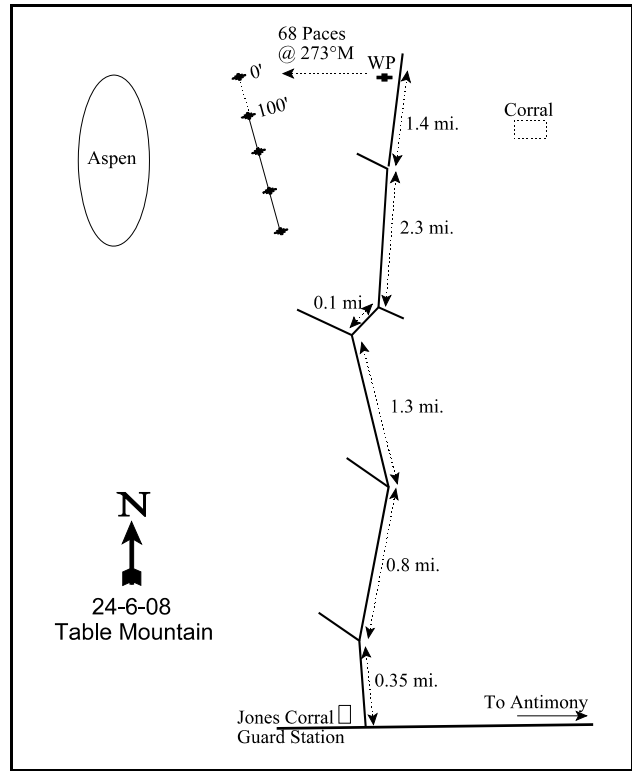 68 Paces
@ 273°M
WP
0'
100'
1.4 mi.
Corral
Aspen
2.3 mi.
0.1 mi.
1.3 mi.
N
0.8 mi.
24-6-08
Table Mountain
0.35 mi.
To Antimony
Jones Corral
Guard Station